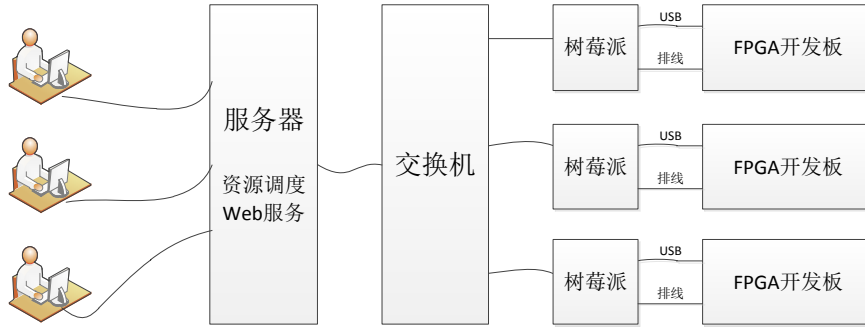 服务器
资源调度
Web服务
交换机
树莓派
USB
排线
FPGA开发板
树莓派
USB
排线
FPGA开发板
树莓派
USB
排线
FPGA开发板